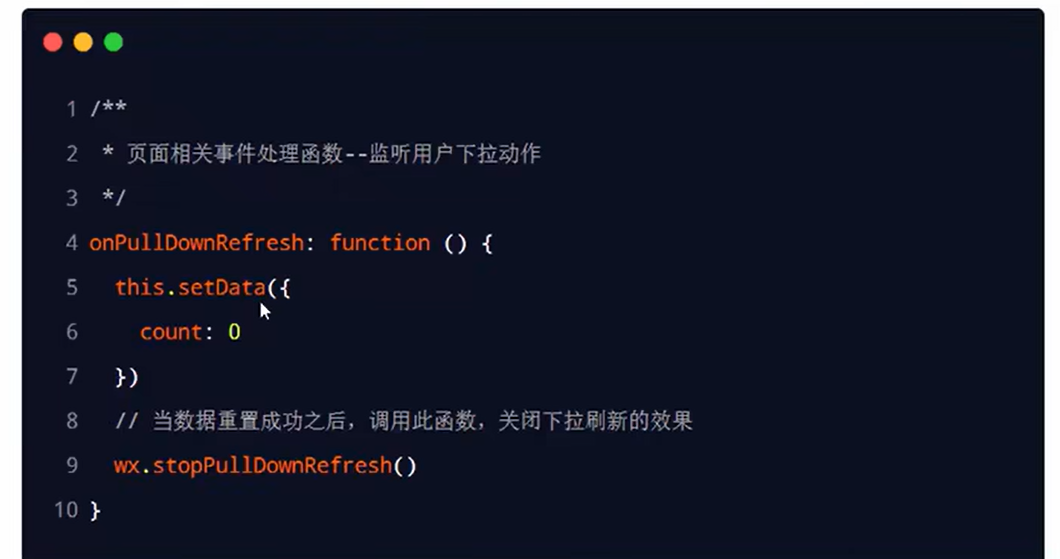 1 /**
2  * 页面相关事件处理函数--监听用户下拉动作
3  */
4 onPullDownRefresh: function () {
5   this.setData({
6     count: 0
7   })
8   // 当数据重置成功之后，调用此函数，关闭下拉刷新的效果
9   wx.stopPullDownRefresh()
10 }